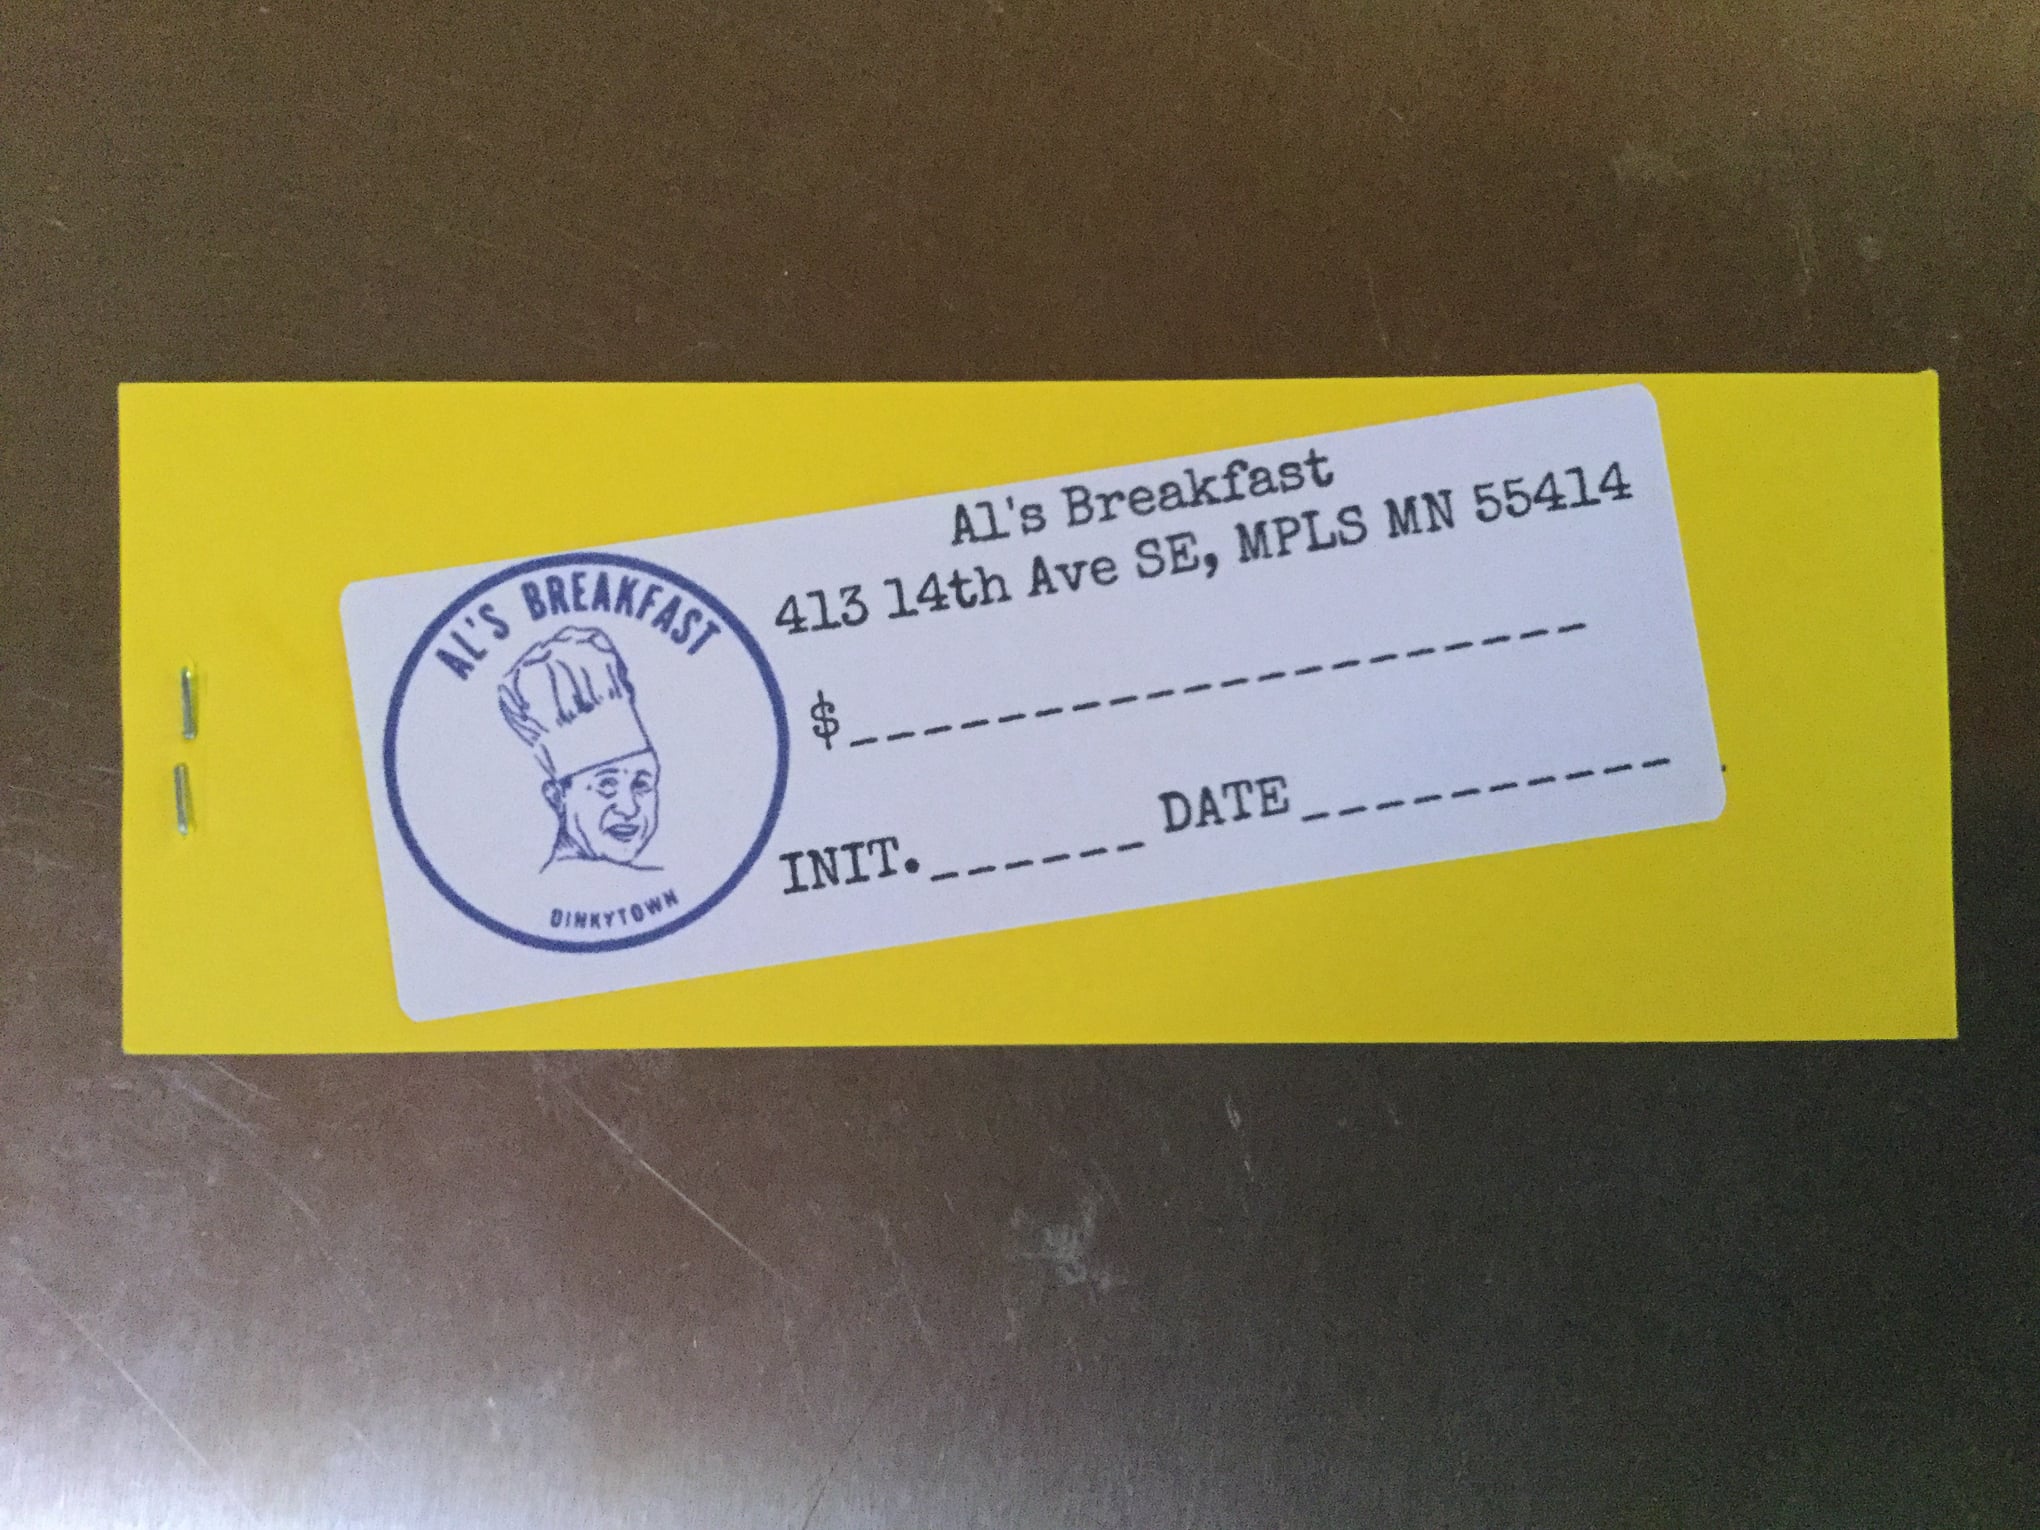 AL'S BREAKFAST
DINKYTOWN
Al's Breakfast
413 14th Ave SE, MPLS MN 55414
$____________________
INIT.______ DATE__________